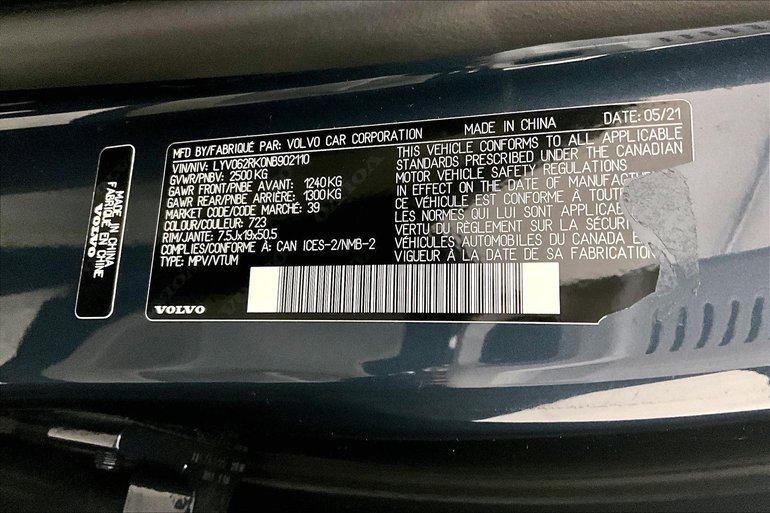 MADE IN CHINA
FABRIQUÉ EN CHINE
VOLVO
MFD BY/FABRIQUÉ PAR: VOLVO CAR CORPORATION MADE IN CHINA DATE: 05/21
VIN/NIV: LYV062RK0NB902110
GVWR/PNBV: 2500 KG
GAWR FRONT/PNBE AVANT: 1240 KG
GAWR REAR/PNBE ARRIÈRE: 1300 KG
MARKET CODE/CODE MARCHÉ: 39
COLOUR/COULEUR: 723
RIM/JANTE: 7.5Jx19x50.5
COMPLIES/CONFORME À: CAN ICES-2/NMB-2
TYPE: MPV/VTUM
THIS VEHICLE CONFORMS TO ALL APPLICABLE
STANDARDS PRESCRIBED UNDER THE CANADIAN
MOTOR VEHICLE SAFETY REGULATIONS
IN EFFECT ON THE DATE OF MANUFACTURE
CE VÉHICULE EST CONFORME À TOUT
LES NORMES QUI LUI SONT APPLICAB
VERTU DU RÈGLEMENT SUR LA SÉCURI
VÉHICULES AUTOMOBILES DU CANADA E
VIGUEUR À LA DATE DE SA FABRICATION
VOLVO